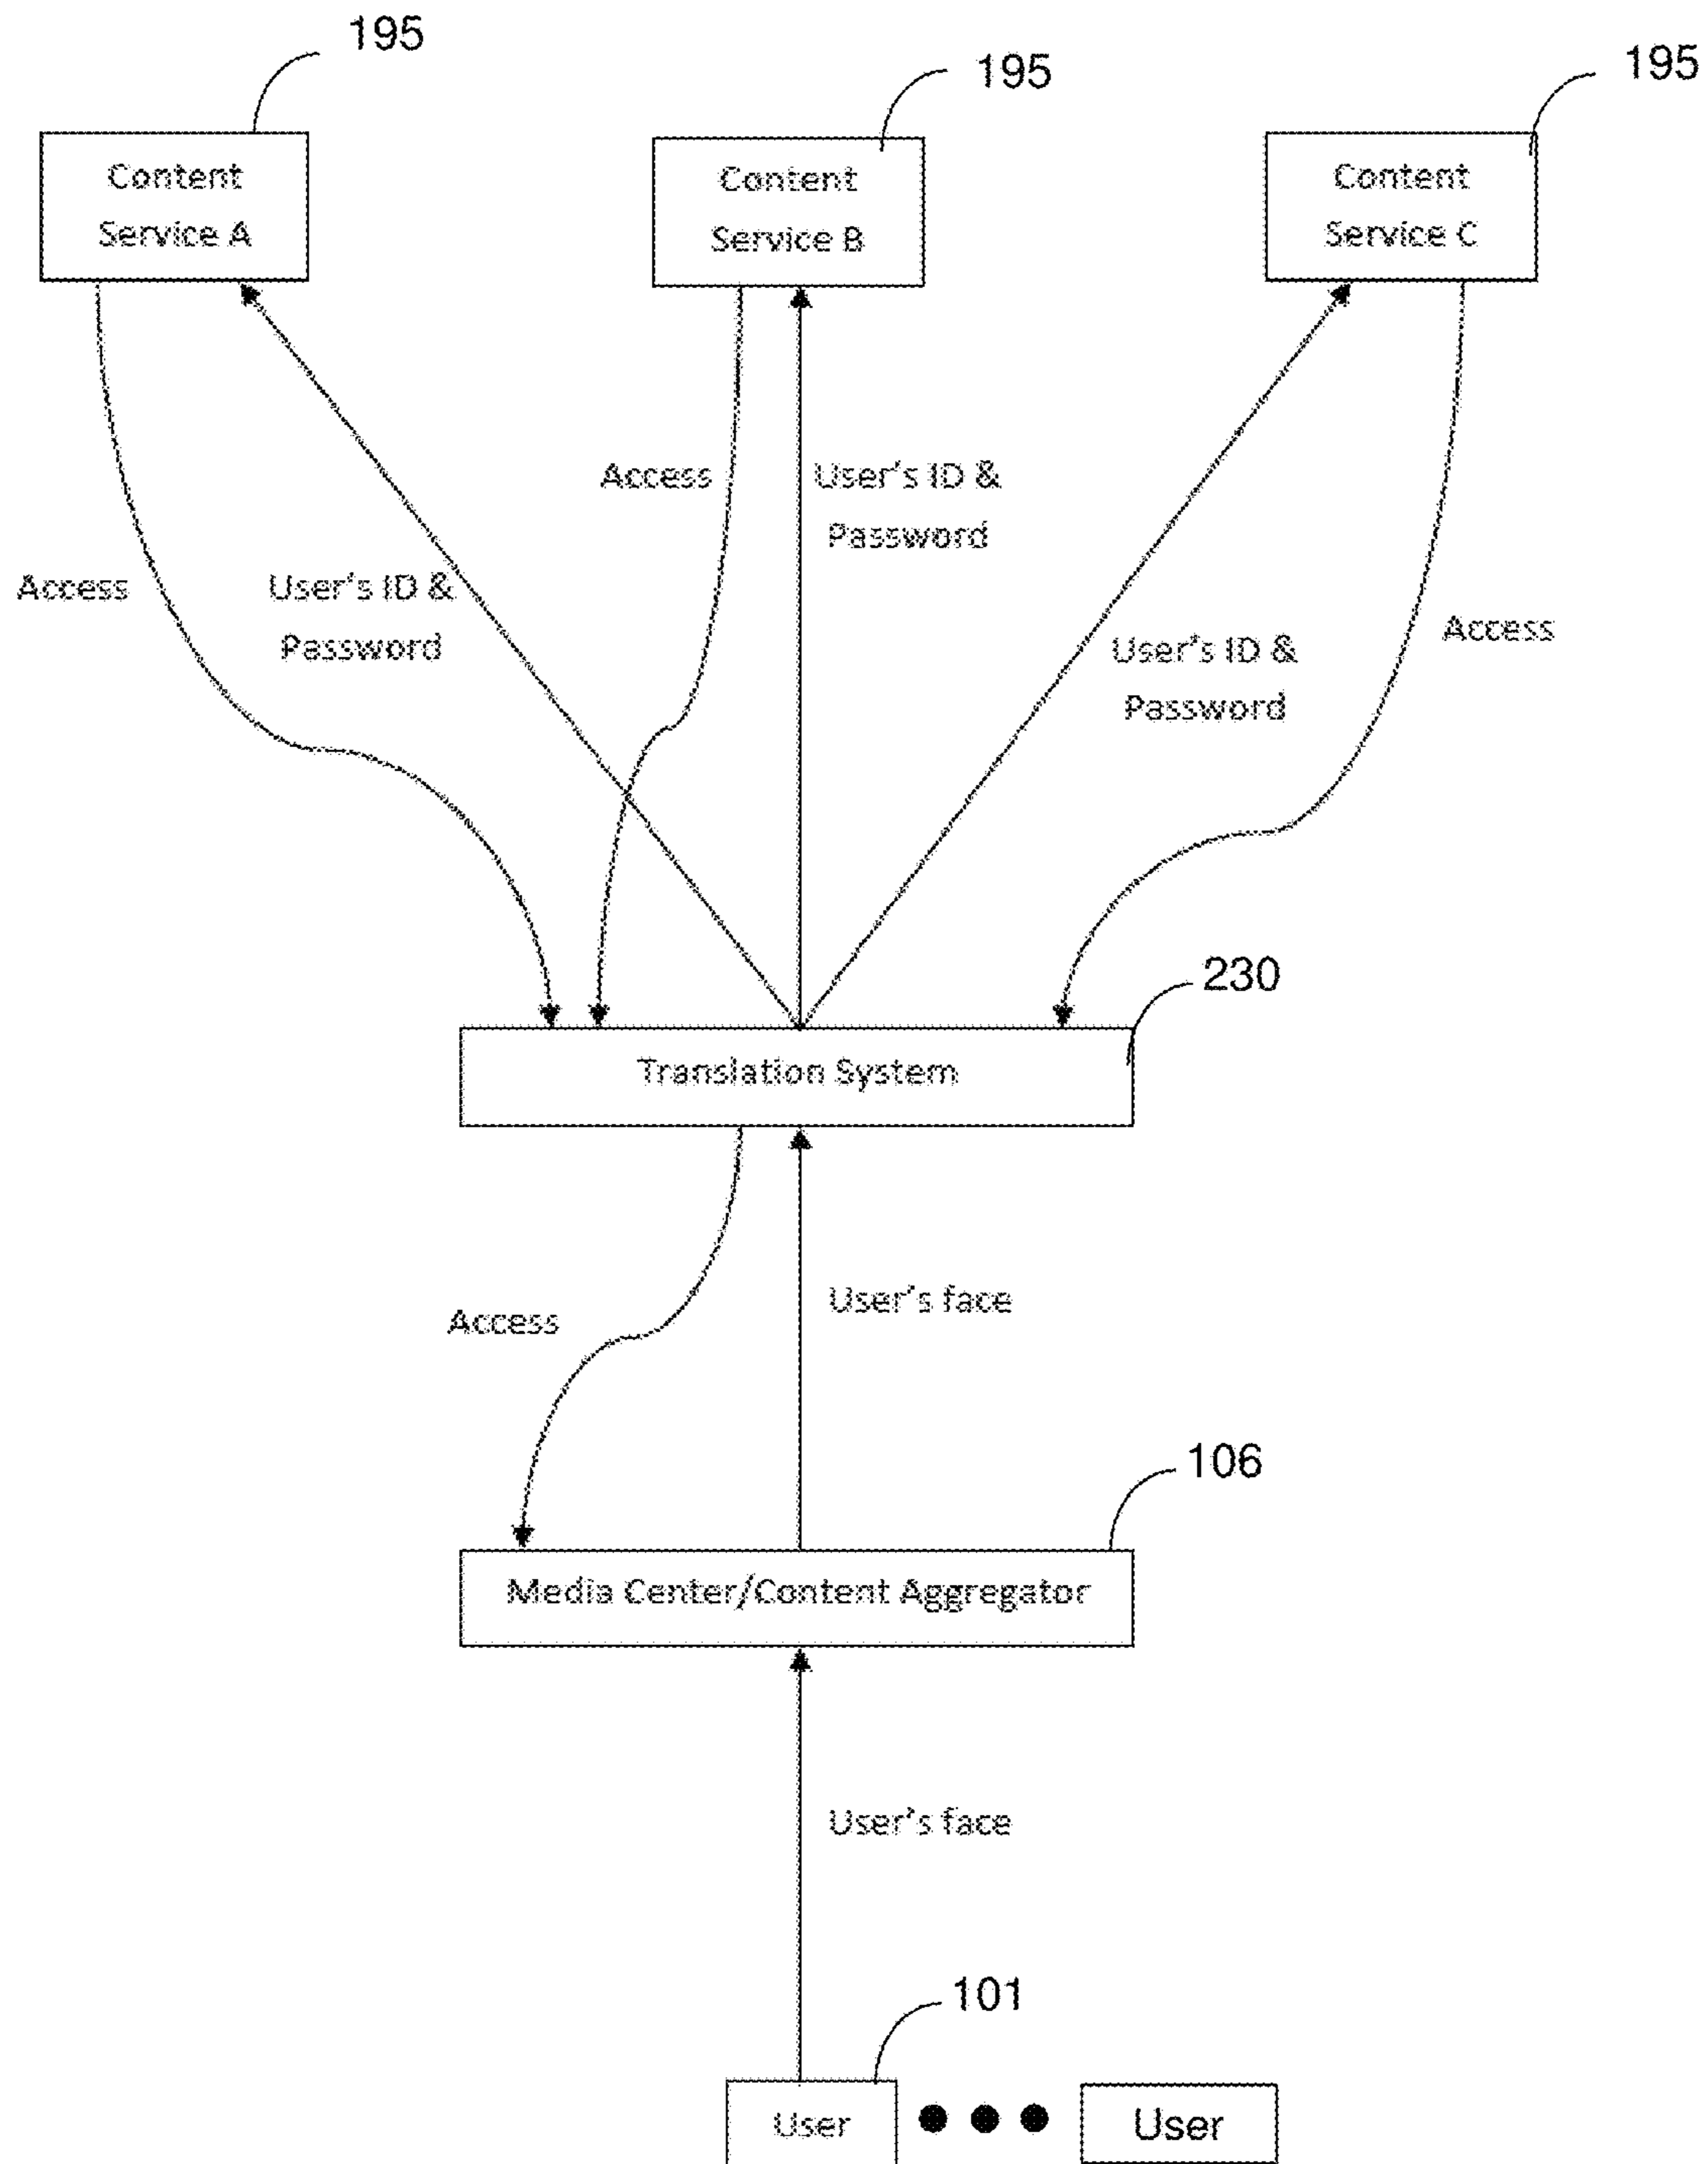 195
195
195
Content
Service A
Content
Service B
Content
Service C
Access
User's ID &
Password
Access
User's ID &
Password
User's ID &
Password
Access
230
Translation System
Access
User's face
106
Media Center/Content Aggregator
User's face
101
User
User